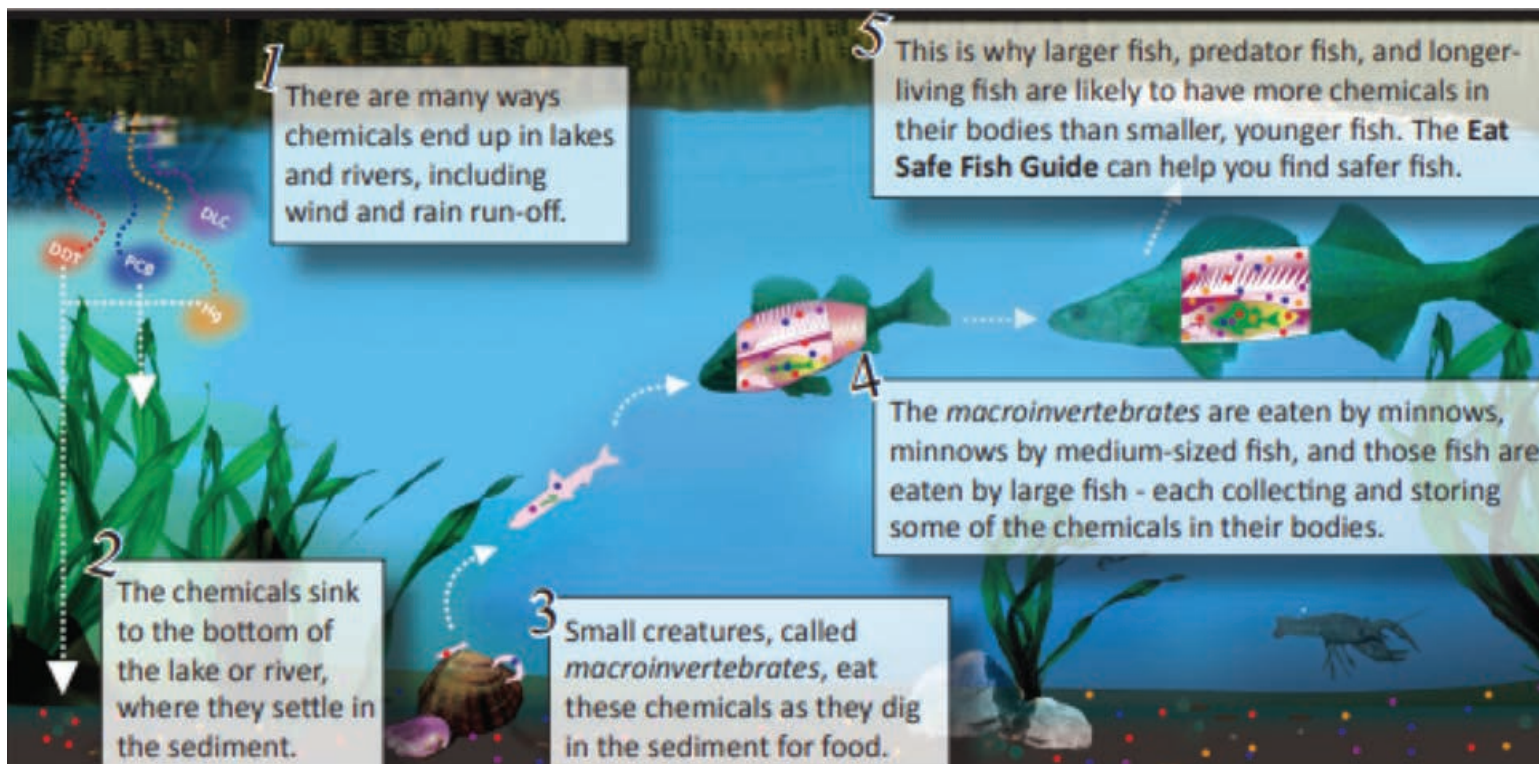 1
There are many ways
chemicals end up in lakes
and rivers, including
wind and rain run-off.
DDT
PCB
DLC
Hg
2
The chemicals sink
to the bottom of
the lake or river,
where they settle in
the sediment.
3
Small creatures, called
macroinvertebrates, eat
these chemicals as they dig
in the sediment for food.
4
The macroinvertebrates are eaten by minnows,
minnows by medium-sized fish, and those fish are
eaten by large fish - each collecting and storing
some of the chemicals in their bodies.
5
This is why larger fish, predator fish, and longer-
living fish are likely to have more chemicals in
their bodies than smaller, younger fish. The Eat
Safe Fish Guide can help you find safer fish.